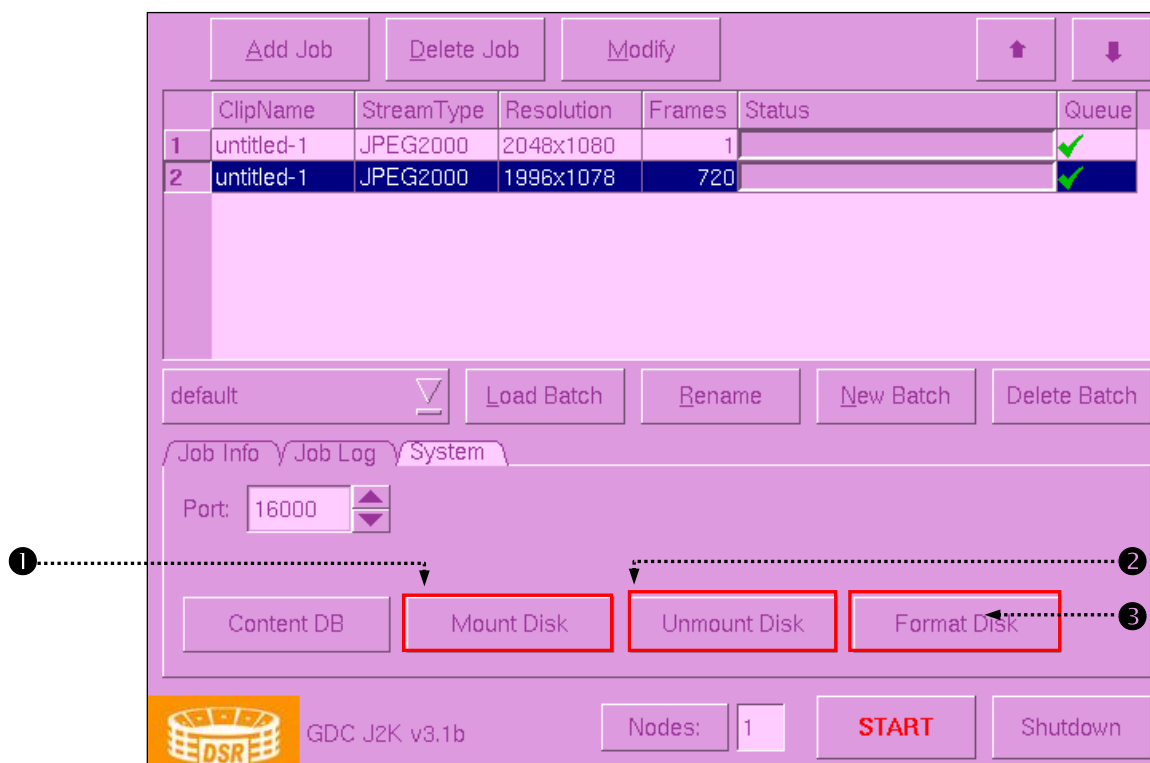 Add Job Delete Job Modify
ClipName StreamType Resolution Frames Status Queue
1 untitled-1 JPEG2000 2048x1080 1
2 untitled-1 JPEG2000 1996x1078 720
default Load Batch Rename New Batch Delete Batch
Job Info Job Log System
Port: 16000
❶ ❷
Content DB Mount Disk Unmount Disk Format Disk ❸
DSR GDC J2K v3.1b Nodes: 1 START Shutdown